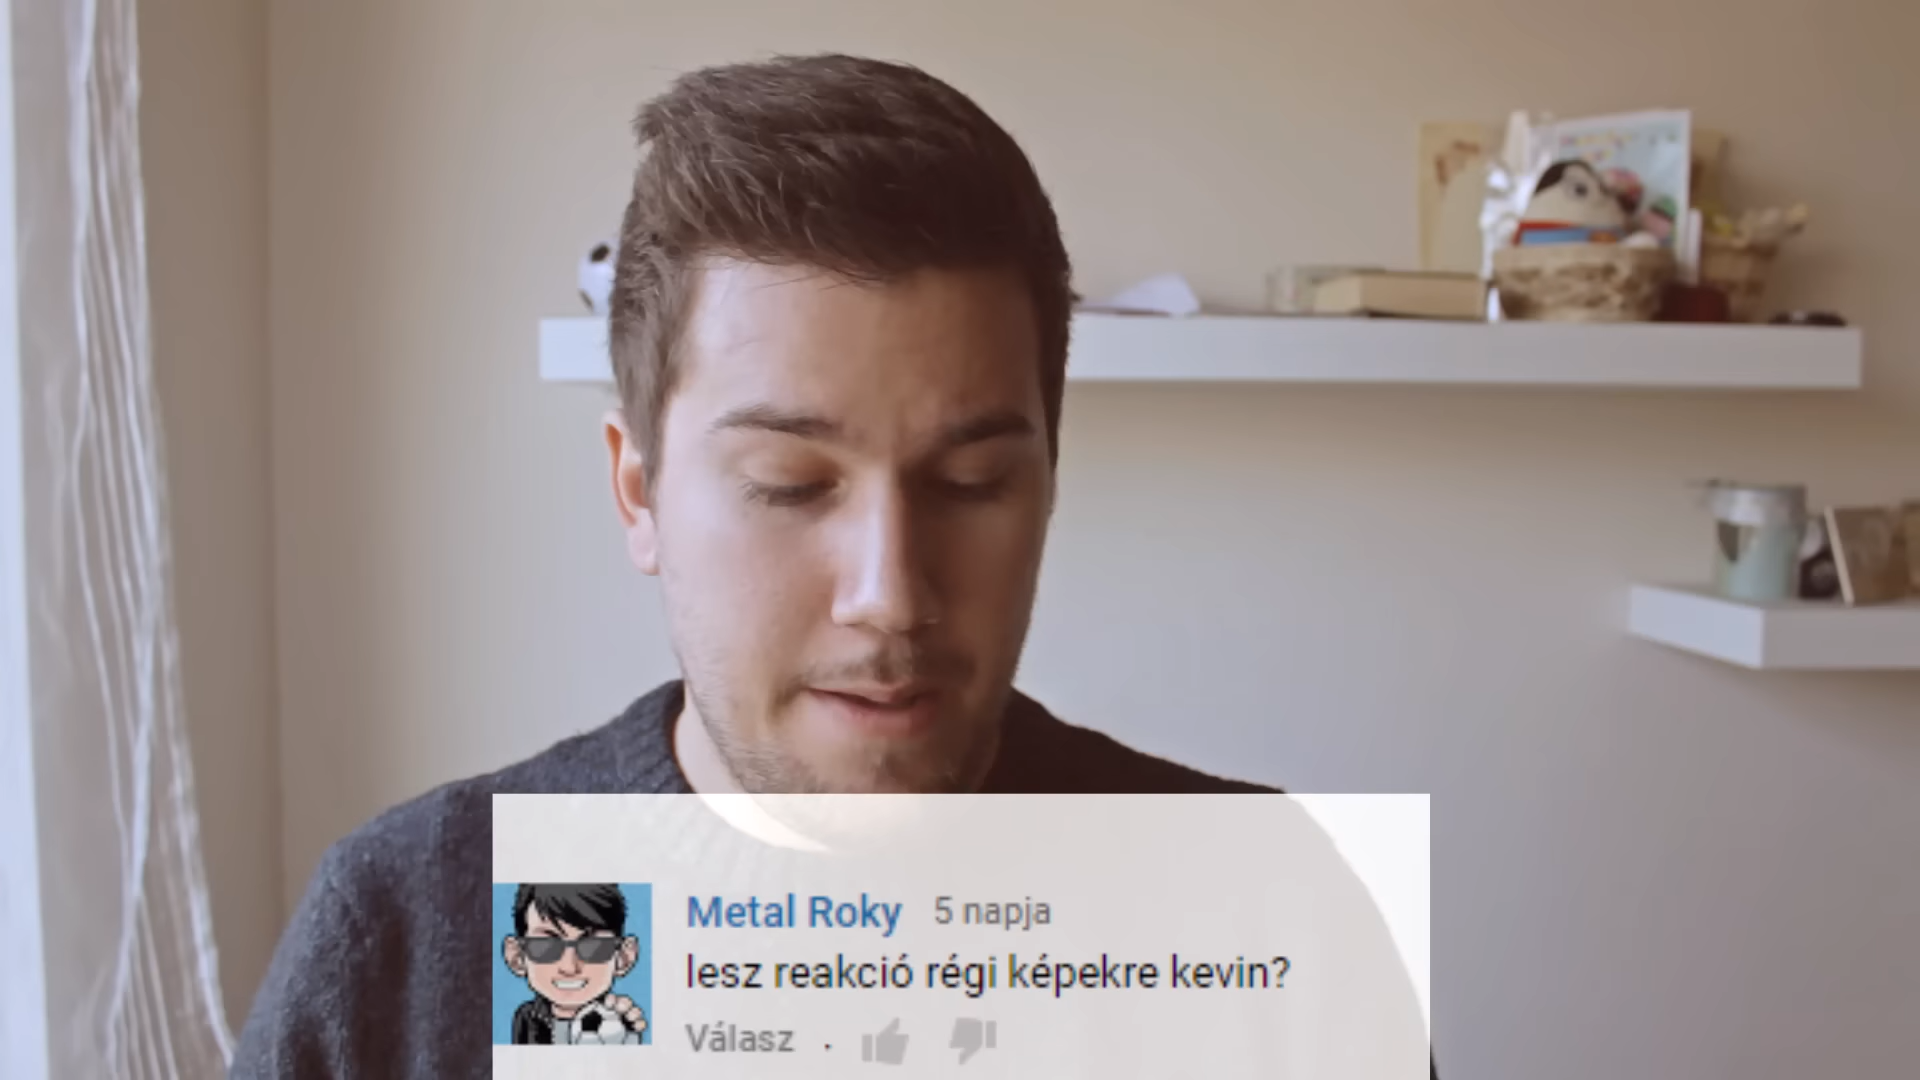 Metal Roky 5 napja
lesz reakció régi képekre kevin?
Válasz .